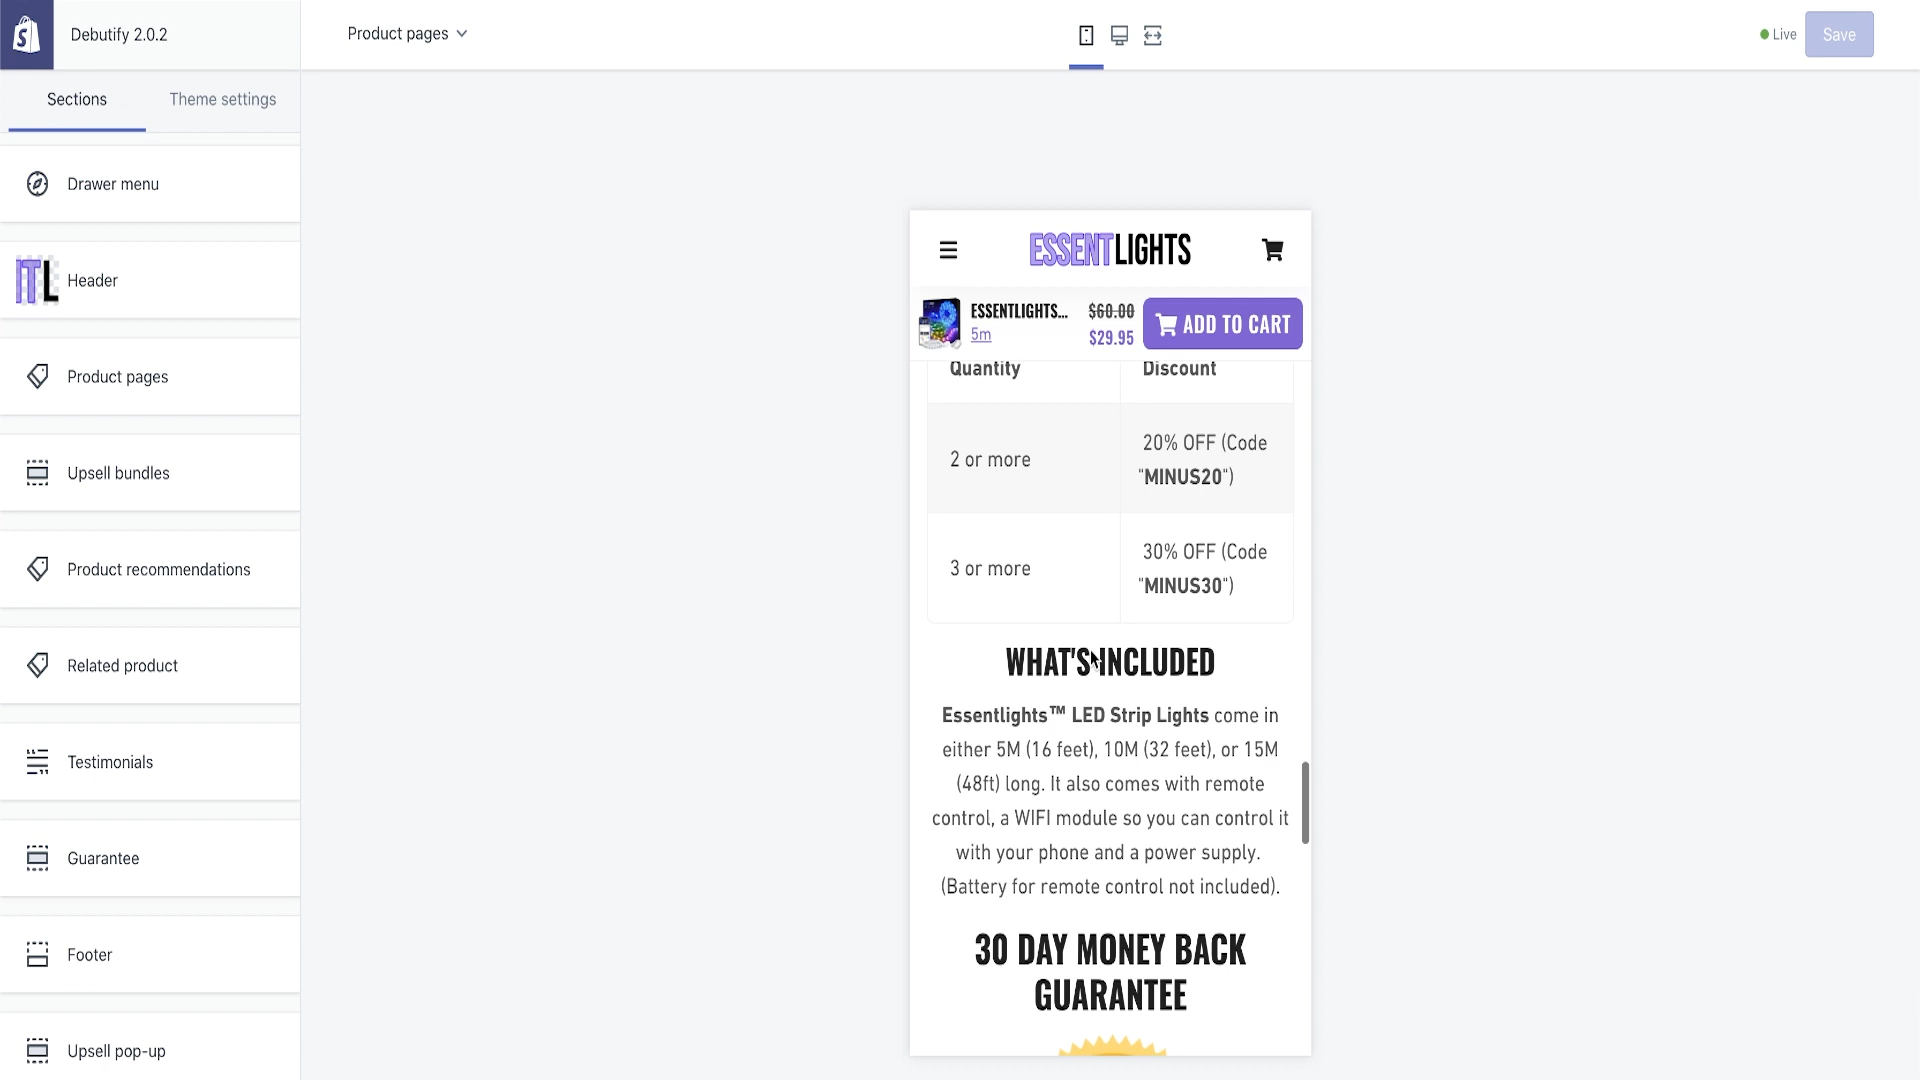 Debutify 2.0.2
Product pages
Live
Save
Sections
Theme settings
Drawer menu
Header
Product pages
Upsell bundles
Product recommendations
Related product
Testimonials
Guarantee
Footer
Upsell pop-up
ESSENTLIGHTS
ESSENTLIGHTS...
5m
$60.00
$29.95
ADD TO CART
Quantity
Discount
2 or more
20% OFF (Code
"MINUS20")
3 or more
30% OFF (Code
"MINUS30")
WHAT'S INCLUDED
Essentlights™ LED Strip Lights come in
either 5M (16 feet), 10M (32 feet), or 15M
(48ft) long. It also comes with remote
control, a WIFI module so you can control it
with your phone and a power supply.
(Battery for remote control not included).
30 DAY MONEY BACK
GUARANTEE